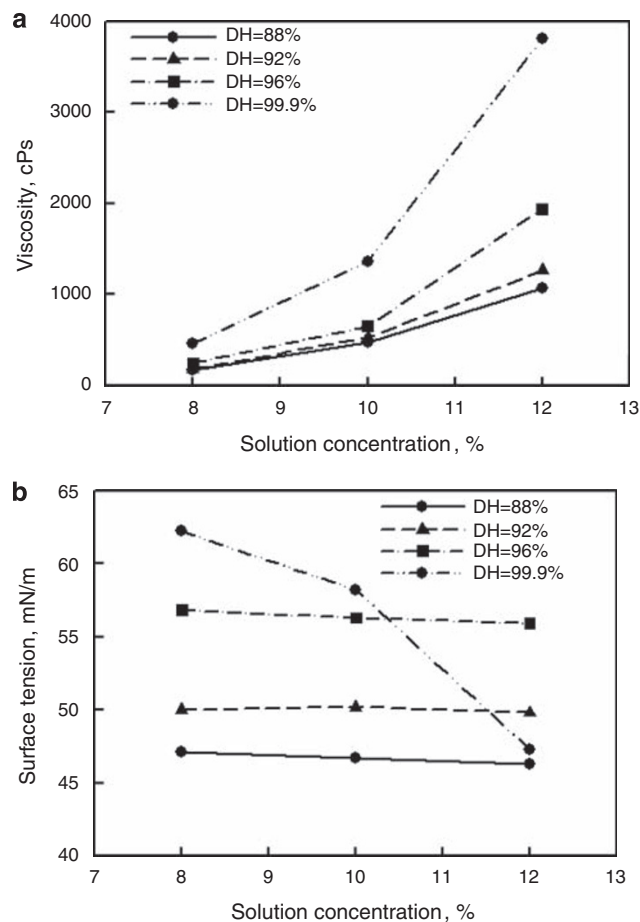 a
4000
3000
2000
1000
0
Viscosity, cPs
DH=88%
DH=92%
DH=96%
DH=99.9%
7 8 9 10 11 12 13
Solution concentration, %
b
65
60
55
50
45
40
Surface tension, mN/m
DH=88%
DH=92%
DH=96%
DH=99.9%
7 8 9 10 11 12 13
Solution concentration, %